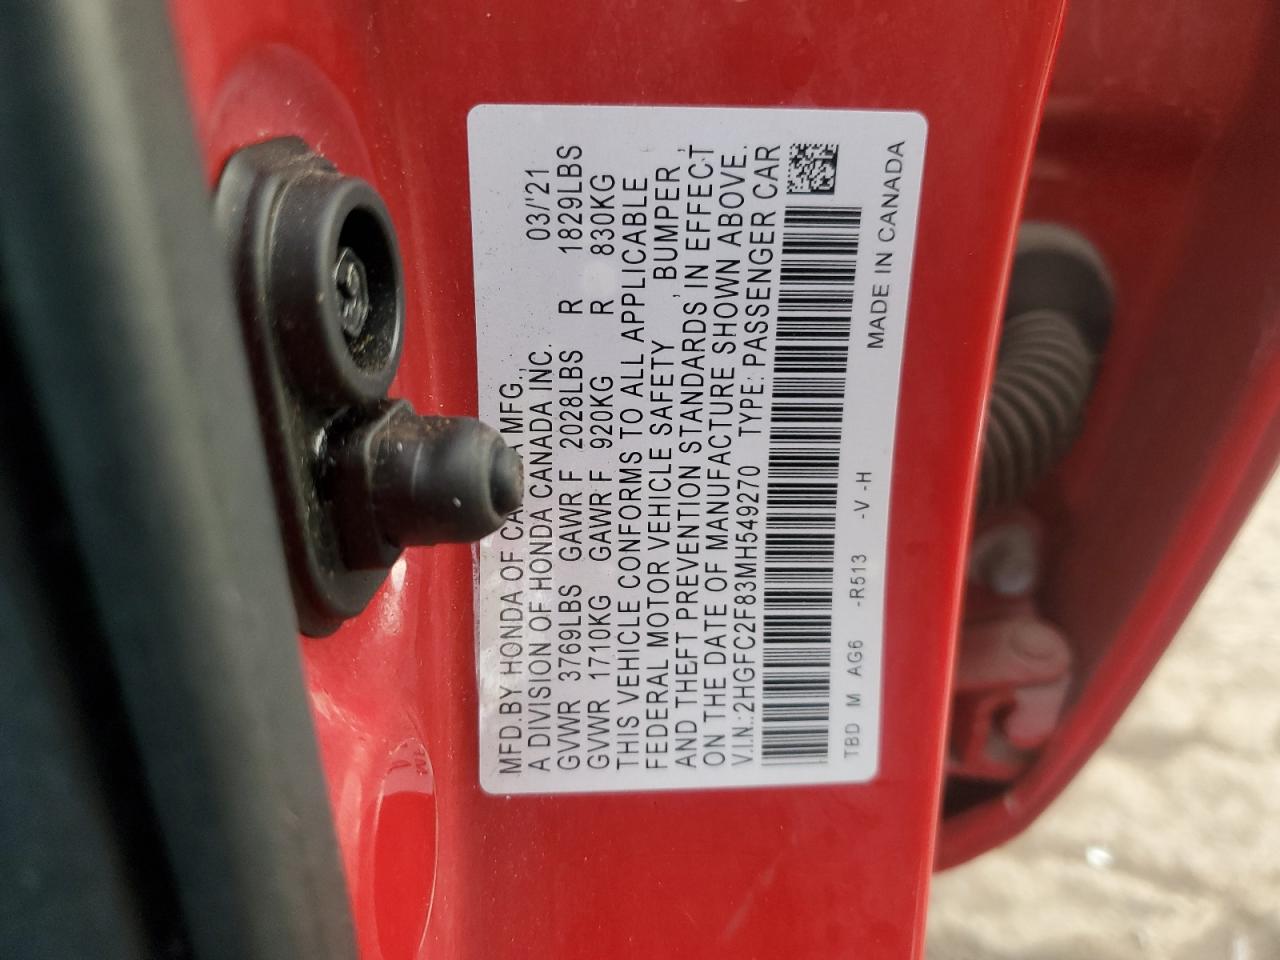 MFD.BY HONDA OF CA A MFG.,
A DIVISION OF HONDA CANADA INC. 03/'21
GVWR 3769LBS GAWR F 2028LBS R 1829LBS
GVWR 1710KG GAWR F 920KG R 830KG
THIS VEHICLE CONFORMS TO ALL APPLICABLE
FEDERAL MOTOR VEHICLE SAFETY, BUMPER,
AND THEFT PREVENTION STANDARDS IN EFFECT
ON THE DATE OF MANUFACTURE SHOWN ABOVE.
V.I.N.:2HGFC2F83MH549270 TYPE: PASSENGER CAR
TBD M AG6 -R513 -V -H
MADE IN CANADA